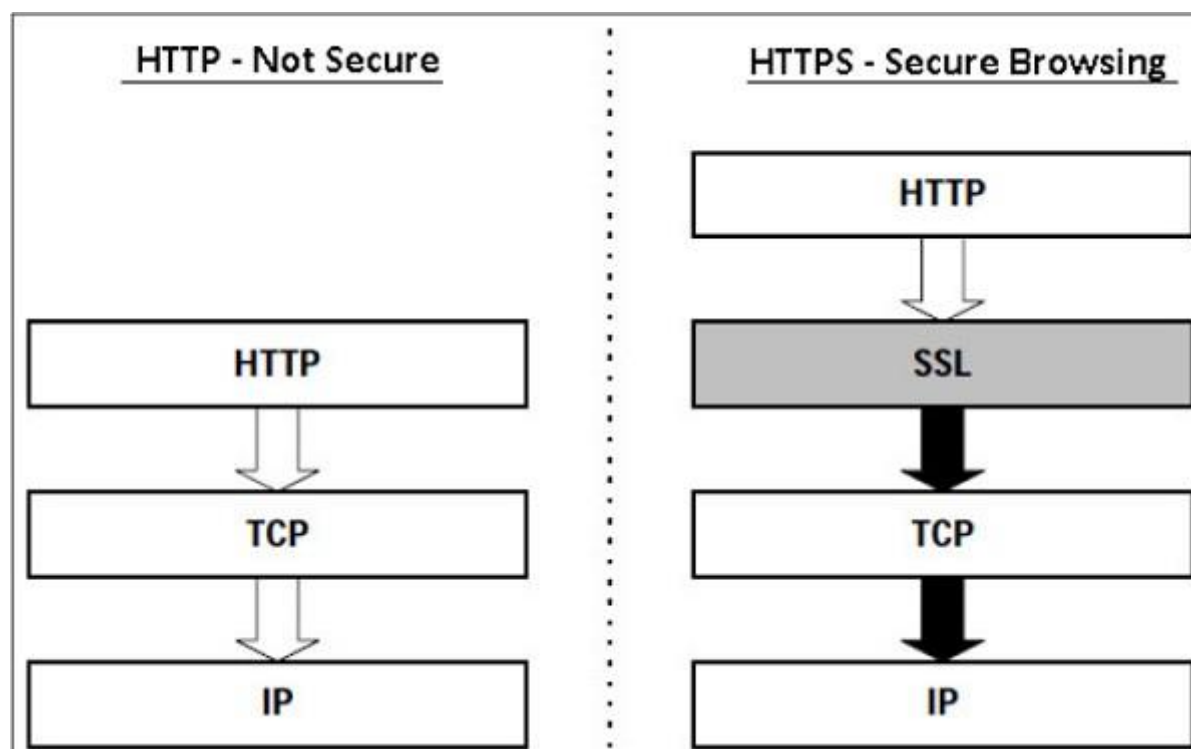 HTTP - Not Secure
HTTP
TCP
IP
HTTPS - Secure Browsing
HTTP
SSL
TCP
IP